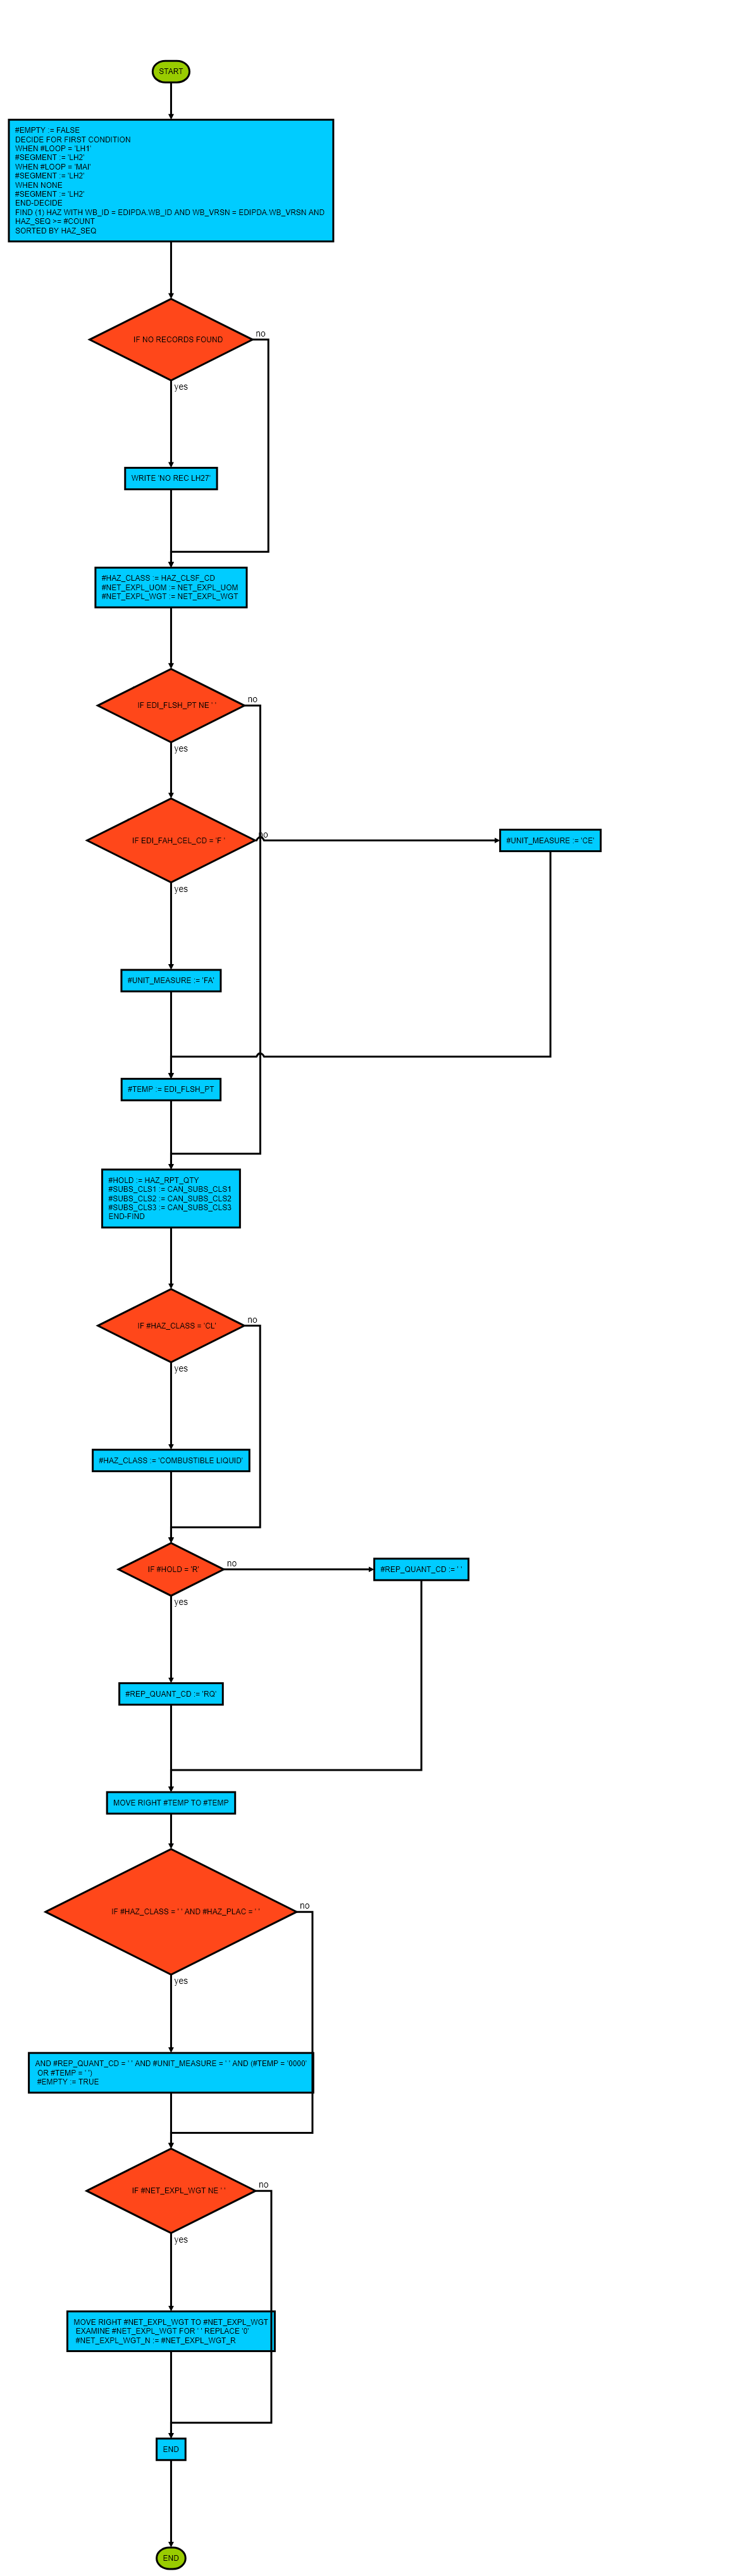 START
#EMPTY := FALSE
DECIDE FOR FIRST CONDITION
WHEN #LOOP = 'LH1'
#SEGMENT := 'LH2'
WHEN #LOOP = 'MAI'
#SEGMENT := 'LH2'
WHEN NONE
#SEGMENT := 'LH2'
END-DECIDE
FIND (1) HAZ WITH WB_ID = EDIPDA.WB_ID AND WB_VRSN = EDIPDA.WB_VRSN AND
HAZ_SEQ >= #COUNT
SORTED BY HAZ_SEQ
IF NO RECORDS FOUND
no
yes
WRITE 'NO REC LH27'
#HAZ_CLASS := HAZ_CLSF_CD
#NET_EXPL_UOM := NET_EXPL_UOM
#NET_EXPL_WGT := NET_EXPL_WGT
IF EDI_FLSH_PT NE ' '
no
yes
IF EDI_FAH_CEL_CD = 'F '
no
#UNIT_MEASURE := 'CE'
yes
#UNIT_MEASURE := 'FA'
#TEMP := EDI_FLSH_PT
#HOLD := HAZ_RPT_QTY
#SUBS_CLS1 := CAN_SUBS_CLS1
#SUBS_CLS2 := CAN_SUBS_CLS2
#SUBS_CLS3 := CAN_SUBS_CLS3
END-FIND
IF #HAZ_CLASS = 'CL'
no
yes
#HAZ_CLASS := 'COMBUSTIBLE LIQUID'
IF #HOLD = 'R'
no
#REP_QUANT_CD := ' '
yes
#REP_QUANT_CD := 'RQ'
MOVE RIGHT #TEMP TO #TEMP
IF #HAZ_CLASS = ' ' AND #HAZ_PLAC = ' '
no
yes
AND #REP_QUANT_CD = ' ' AND #UNIT_MEASURE = ' ' AND (#TEMP = '0000'
OR #TEMP = ' ')
#EMPTY := TRUE
IF #NET_EXPL_WGT NE ' '
no
yes
MOVE RIGHT #NET_EXPL_WGT TO #NET_EXPL_WGT
EXAMINE #NET_EXPL_WGT FOR ' ' REPLACE '0'
#NET_EXPL_WGT_N := #NET_EXPL_WGT_R
END
END